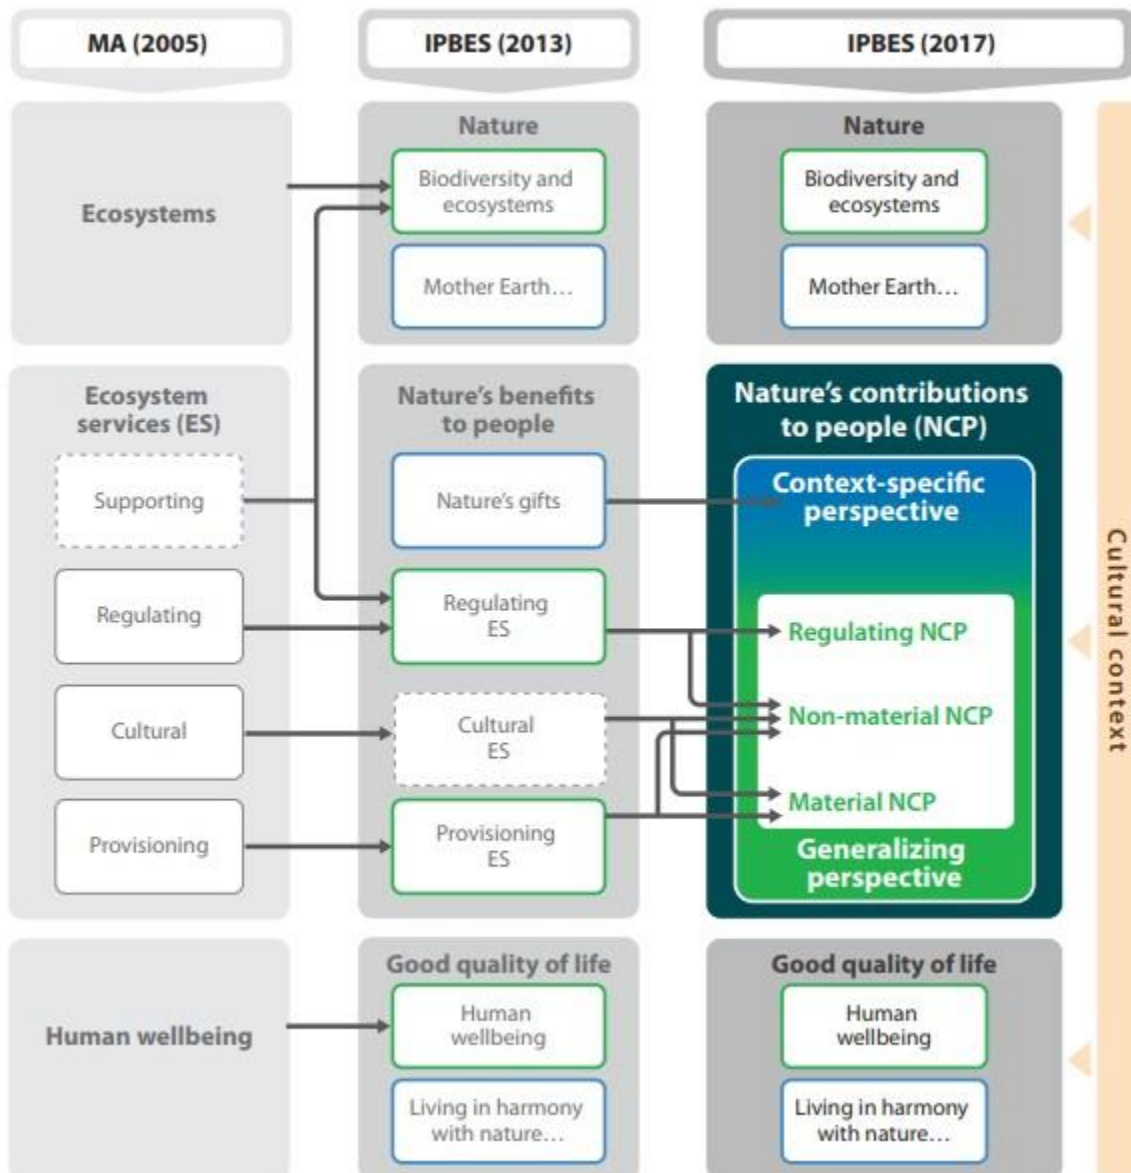 MA (2005)
IPBES (2013)
IPBES (2017)
Ecosystems
Nature
Biodiversity and
ecosystems
Mother Earth…
Nature
Biodiversity and
ecosystems
Mother Earth…
Ecosystem
services (ES)
Supporting
Regulating
Cultural
Provisioning
Nature’s benefits
to people
Nature’s gifts
Regulating
ES
Cultural
ES
Provisioning
ES
Nature’s contributions
to people (NCP)
Context-specific
perspective
Regulating NCP
Non-material NCP
Material NCP
Generalizing
perspective
Human wellbeing
Good quality of life
Human
wellbeing
Living in harmony
with nature…
Good quality of life
Human
wellbeing
Living in harmony
with nature…
Cultural context